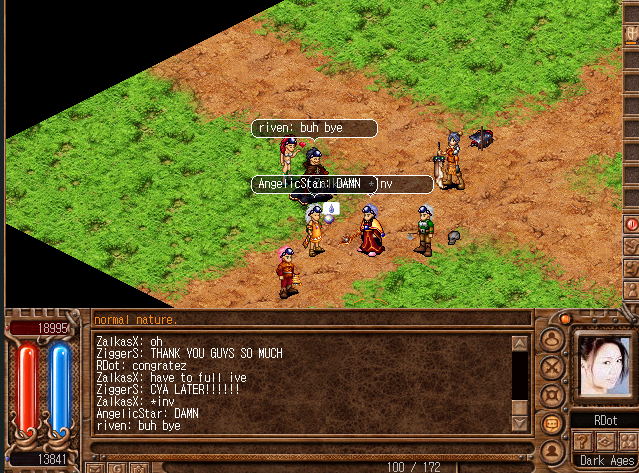 riven: buh bye
AngelicStar: DAMN *inv
normal nature.
ZalkasX: oh
ZiggerS: THANK YOU GUYS SO MUCH
RDot: congratez
ZalkasX: have to full ive
ZiggerS: CYA LATER!!!!!!
ZalkasX: *inv
AngelicStar: DAMN
riven: buh bye
18995
13841
100 / 172
RDot
Dark Ages